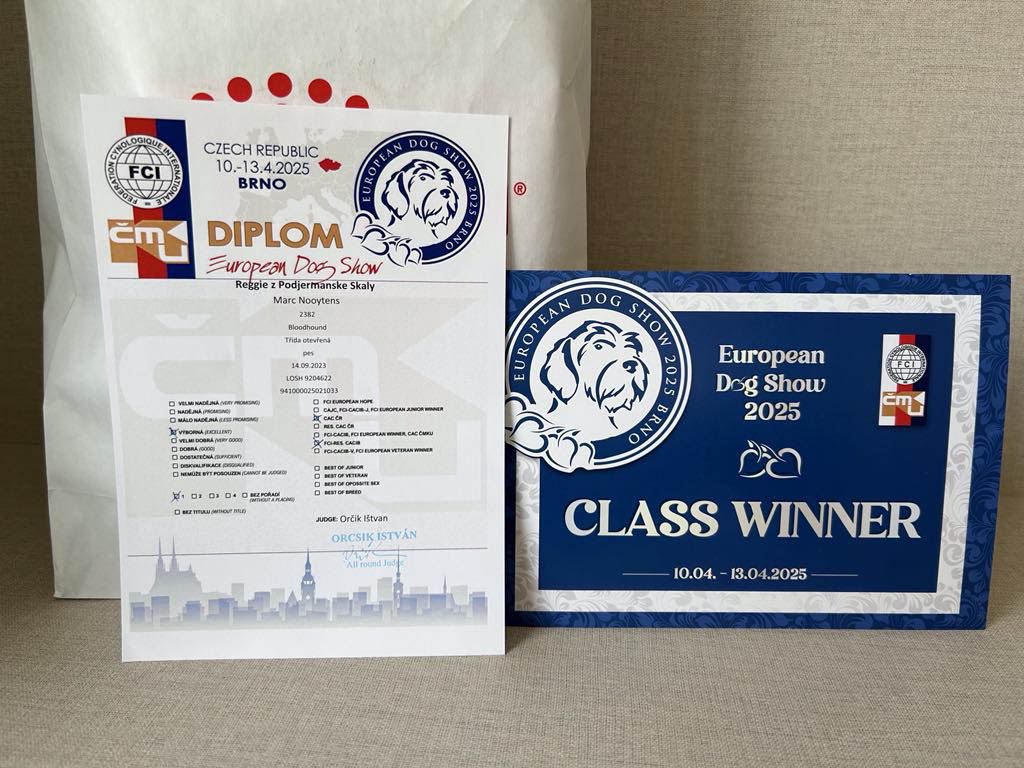 FEDERATION CYNOLOGIQUE INTERNATIONALE
FCI
ČMKU
CZECH REPUBLIC
10.-13.4.2025
BRNO
EUROPEAN DOG SHOW 2025 BRNO
DIPLOM
European Dog Show
Reggie z Podjermanske Skaly
Marc Nooytens
2382
Bloodhound
Třída otevřená
pes
14.09.2023
LOSH 9204622
941000025021033
VELMI NADĚJNÁ (VERY PROMISING)
NADĚJNÁ (PROMISING)
MÁLO NADĚJNÁ (LESS PROMISING)
VÝBORNÁ (EXCELLENT)
VELMI DOBRÁ (VERY GOOD)
DOBRÁ (GOOD)
DOSTATEČNÁ (SUFFICIENT)
DISKVALIFIKACE (DISQUALIFIED)
NEMŮŽE BÝT POSOUZEN (CANNOT BE JUDGED)
1 2 3 4 BEZ POŘADÍ
(WITHOUT A PLACING)
BEZ TITULU (WITHOUT TITLE)
FCI EUROPEAN HOPE
CAJC, FCI-CACIB-J, FCI EUROPEAN JUNIOR WINNER
CAC ČR
RES. CAC ČR
FCI-CACIB, FCI EUROPEAN WINNER, CAC ČMKU
FCI-RES. CACIB
FCI-CACIB-V, FCI EUROPEAN VETERAN WINNER
BEST OF JUNIOR
BEST OF VETERAN
BEST OF OPOSSITE SEX
BEST OF BREED
JUDGE: Orčik Ištvan
ORCSIK ISTVÁN
All round Judge
®
EUROPEAN DOG SHOW 2025 BRNO
European
Dog Show
2025
FCI
ČMKU
CLASS WINNER
10.04. - 13.04.2025